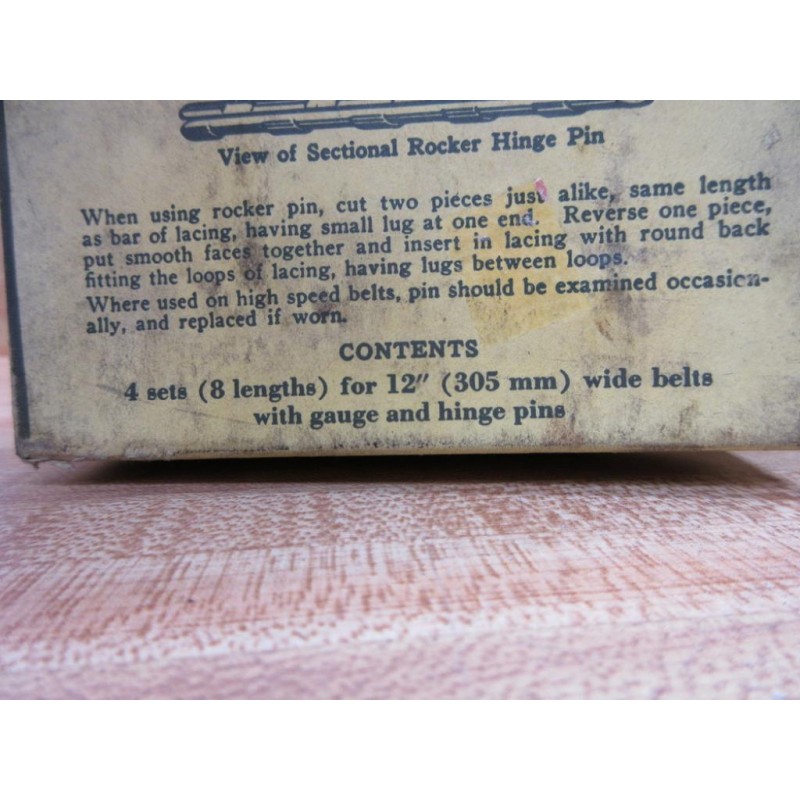 View of Sectional Rocker Hinge Pin
When using rocker pin, cut two pieces just alike, same length
as bar of lacing, having small lug at one end. Reverse one piece,
put smooth faces together and insert in lacing with round back
fitting the loops of lacing, having lugs between loops.
Where used on high speed belts, pin should be examined occasion-
ally, and replaced if worn.
CONTENTS
4 sets (8 lengths) for 12" (305 mm) wide belts
with gauge and hinge pins